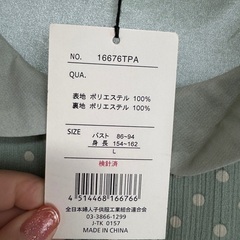 NO. 16676TPA
QUA.
表地 ポリエステル 100%
裏地 ポリエステル 100%
SIZE
バスト 86~94
身長 154~162
L
検針済
4 514468 166766
全日本婦人子供服工業組合連合会
03-3866-1299
J-TK 0157